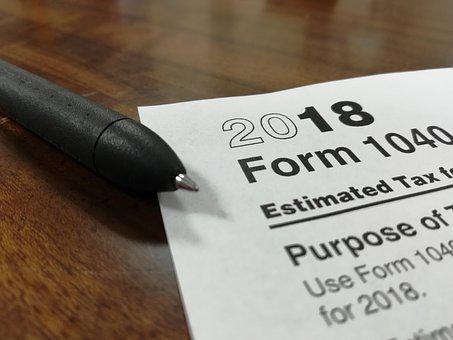 2018
Form 1040
Estimated Tax
Purpose of
Use Form
for 2018.